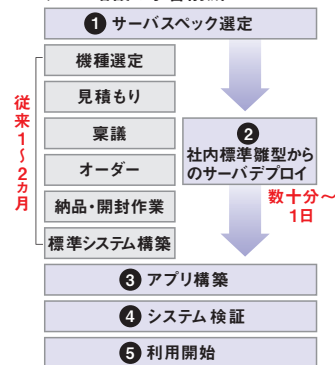 ❶ サーバスペック選定
機種選定
見積もり
稟議
オーダー
納品・開封作業
標準システム構築
従来1〜2ヵ月
❷
社内標準雛型から
のサーバデプロイ
数十分〜
1日
❸ アプリ構築
❹ システム検証
❺ 利用開始